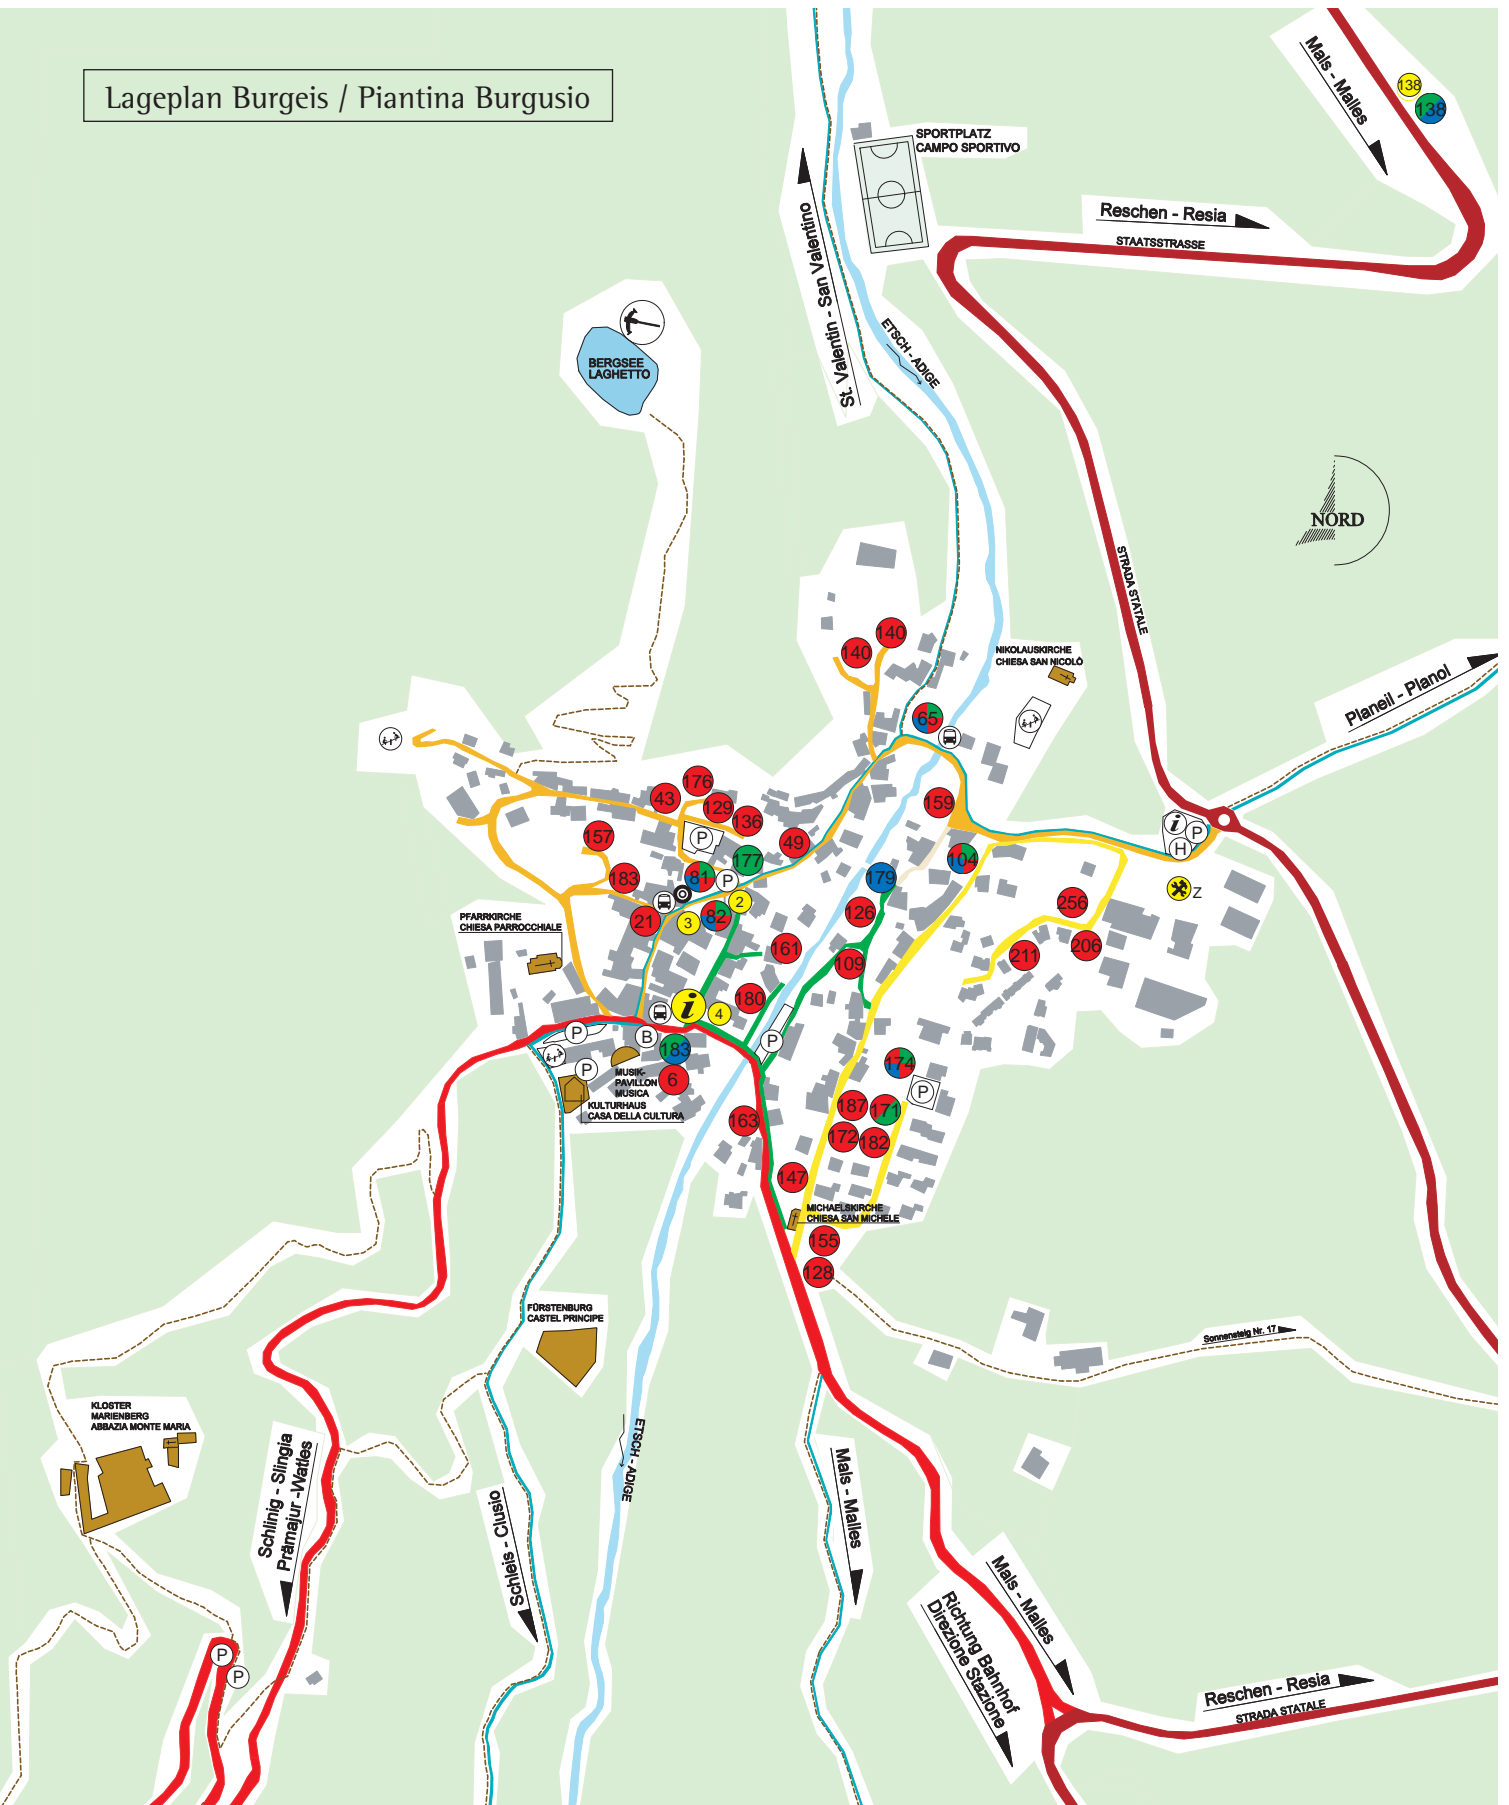 Lageplan Burgeis / Piantina Burgusio
Mals - Malles
138
138
SPORTPLATZ
CAMPO SPORTIVO
Reschen - Resia
STAATSSTRASSE
St. Valentin - San Valentino
ETSCH - ADIGE
BERGSEE
LAGHETTO
NORD
STRADA STATALE
140
140
NIKOLAUSKIRCHE
CHIESA SAN NICOLÒ
Planeil - Planol
65
176
43
129
136
159
49
157
P
177
104
i
P
H
183
81
P
179
Z
256
2
21
3
82
126
PFARRKIRCHE
CHIESA PARROCCHIALE
161
109
211
206
180
i
4
P
B
P
183
174
P
MUSIK-
PAVILLON
MUSICA
6
P
KULTURHAUS
CASA DELLA CULTURA
187
171
163
172
182
147
MICHAELSKIRCHE
CHIESA SAN MICHELE
155
128
FÜRSTENBURG
CASTEL PRINCIPE
Sonnensteig Nr. 17
KLOSTER
MARIENBERG
ABBAZIA MONTE MARIA
Schlinig - Slingia
Prämajur -Watles
ETSCH - ADIGE
Schleis - Clusio
Mals - Malles
Mals - Malles
Richtung Bahnhof
Direzione Stazione
P
P
Reschen - Resia
STRADA STATALE